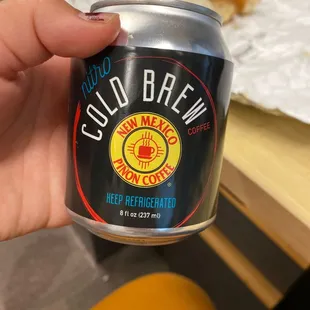 nitro
COLD BREW
COFFEE
NEW MEXICO
PIÑON COFFEE
®
KEEP REFRIGERATED
8 fl oz (237 ml)